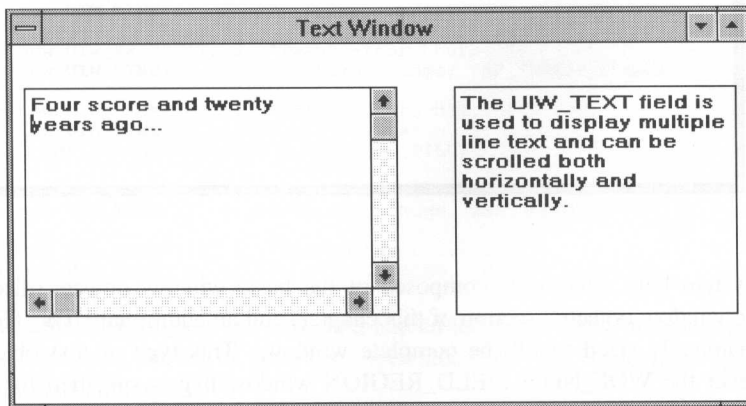 Text Window
Four score and twenty
years ago...
The UIW_TEXT field is
used to display multiple
line text and can be
scrolled both
horizontally and
vertically.